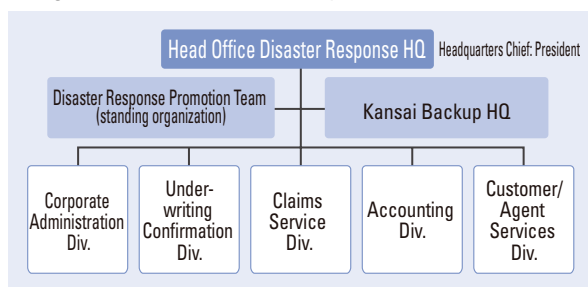 Head Office Disaster Response HQ
Headquarters Chief: President
Disaster Response Promotion Team
(standing organization)
Kansai Backup HQ
Corporate
Administration
Div.
Under-
writing
Confirmation
Div.
Claims
Service
Div.
Accounting
Div.
Customer/
Agent
Services
Div.